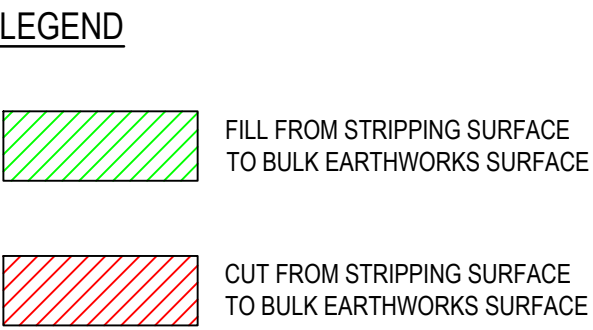 LEGEND
FILL FROM STRIPPING SURFACE
TO BULK EARTHWORKS SURFACE
CUT FROM STRIPPING SURFACE
TO BULK EARTHWORKS SURFACE